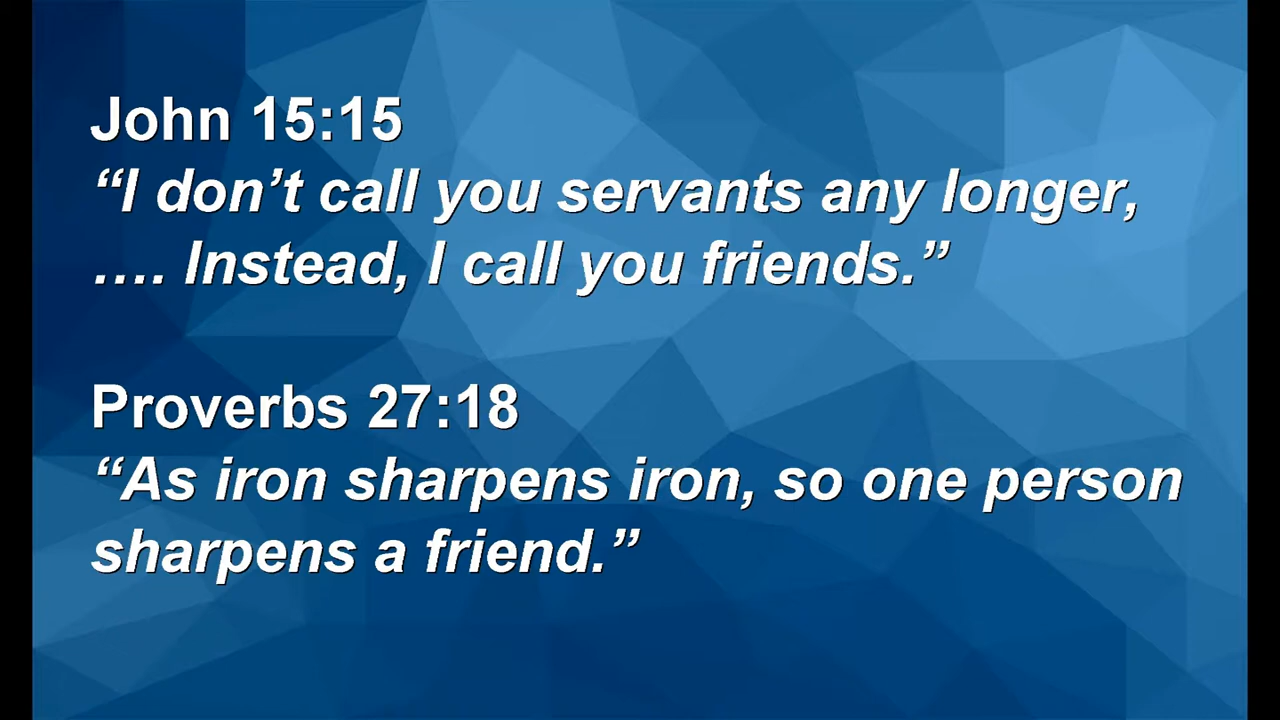 John 15:15
“I don’t call you servants any longer,
…. Instead, I call you friends.”
Proverbs 27:18
“As iron sharpens iron, so one person
sharpens a friend.”